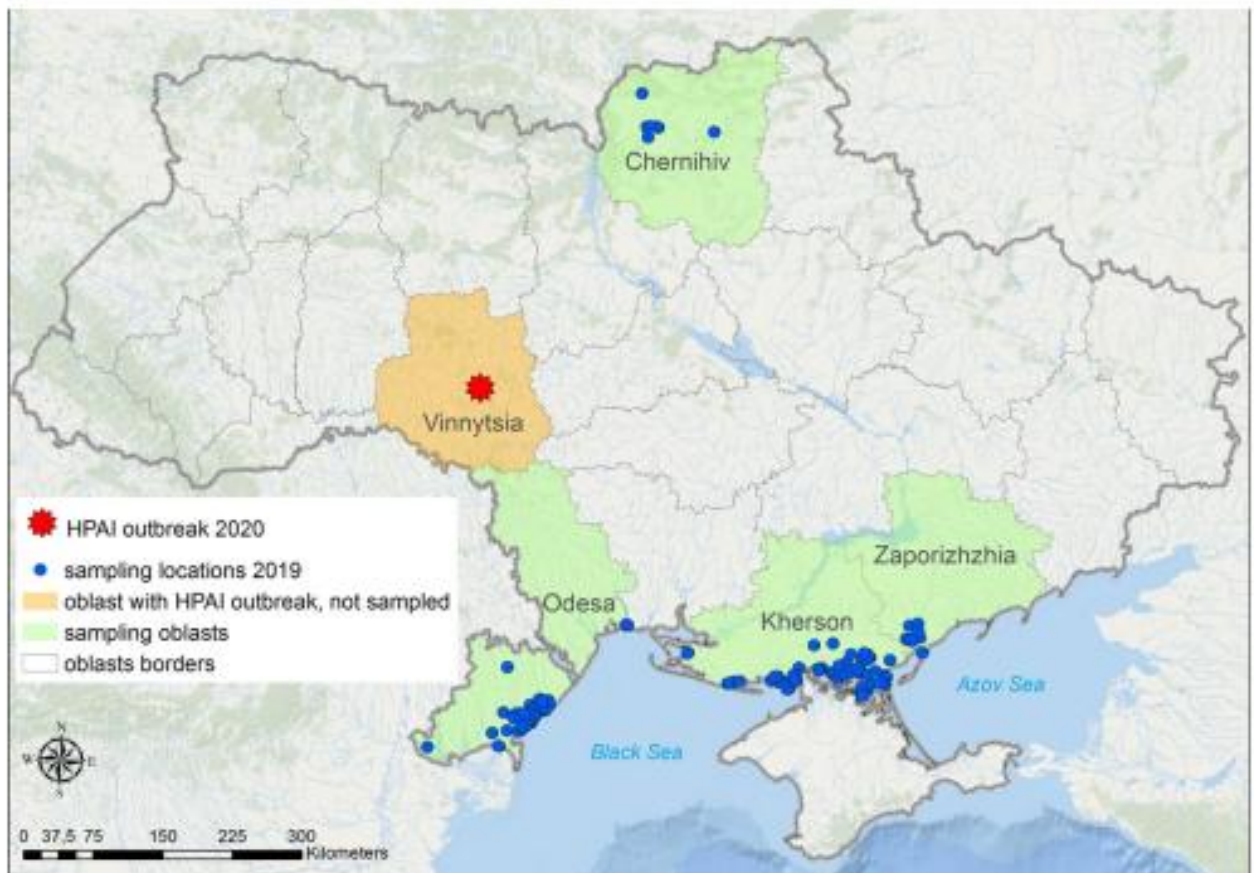 Chernihiv
Vinnytsia
HPAI outbreak 2020
sampling locations 2019
oblast with HPAI outbreak, not sampled
sampling oblasts
oblasts borders
Zaporizhzhia
Odesa
Kherson
Azov Sea
Black Sea
N
W E
S
0 37,5 75 150 225 300
Kilometers